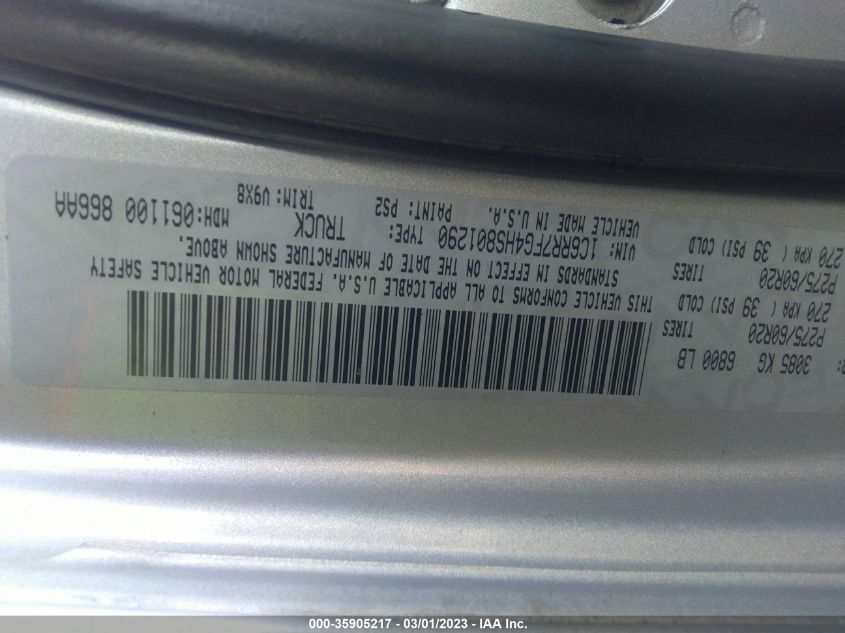 3085 KG 6800 LB
P275/60R20 TIRES
270 KPA ( 39 PSI) COLD
P275/60R20 TIRES
270 KPA ( 39 PSI) COLD
THIS VEHICLE CONFORMS TO ALL APPLICABLE U.S.A. FEDERAL MOTOR VEHICLE SAFETY
STANDARDS IN EFFECT ON THE DATE OF MANUFACTURE SHOWN ABOVE.
VIN: 1C6RR7FG4HS801290 TYPE: TRUCK MDH:061100 866AA
PAINT: PS2 TRIM: V9X8
VEHICLE MADE IN U.S.A.
000-35905217 - 03/01/2023 - IAA Inc.